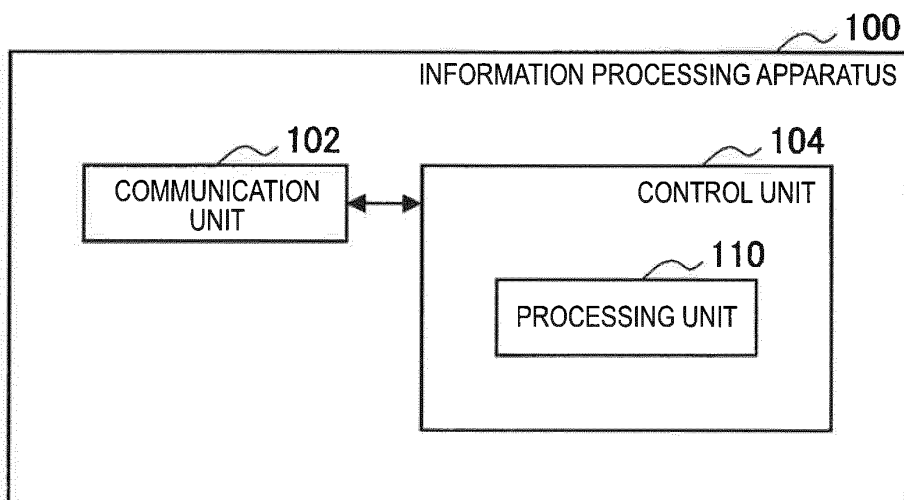 100
INFORMATION PROCESSING APPARATUS
102
COMMUNICATION
UNIT
104
CONTROL UNIT
110
PROCESSING UNIT